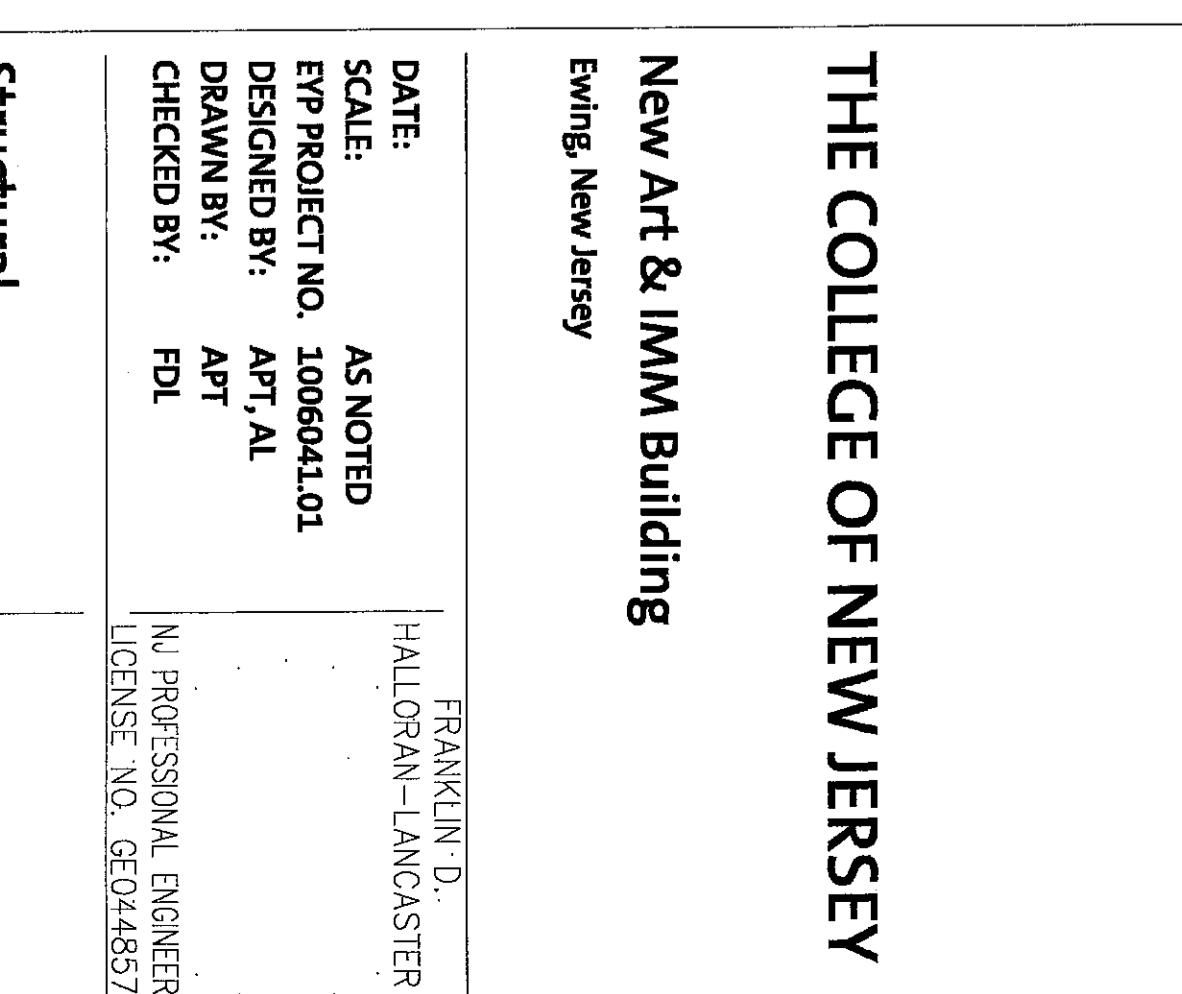 THE COLLEGE OF NEW JERSEY
New Art & IMM Building
Ewing, New Jersey
DATE:
SCALE: AS NOTED
EYP PROJECT NO. 1006041.01
DESIGNED BY: APT, AL
DRAWN BY: APT
CHECKED BY: FDL
FRANKLIN D.
HALLORAN-LANCASTER
NJ PROFESSIONAL ENGINEER
LICENSE NO. GE044857
Structural